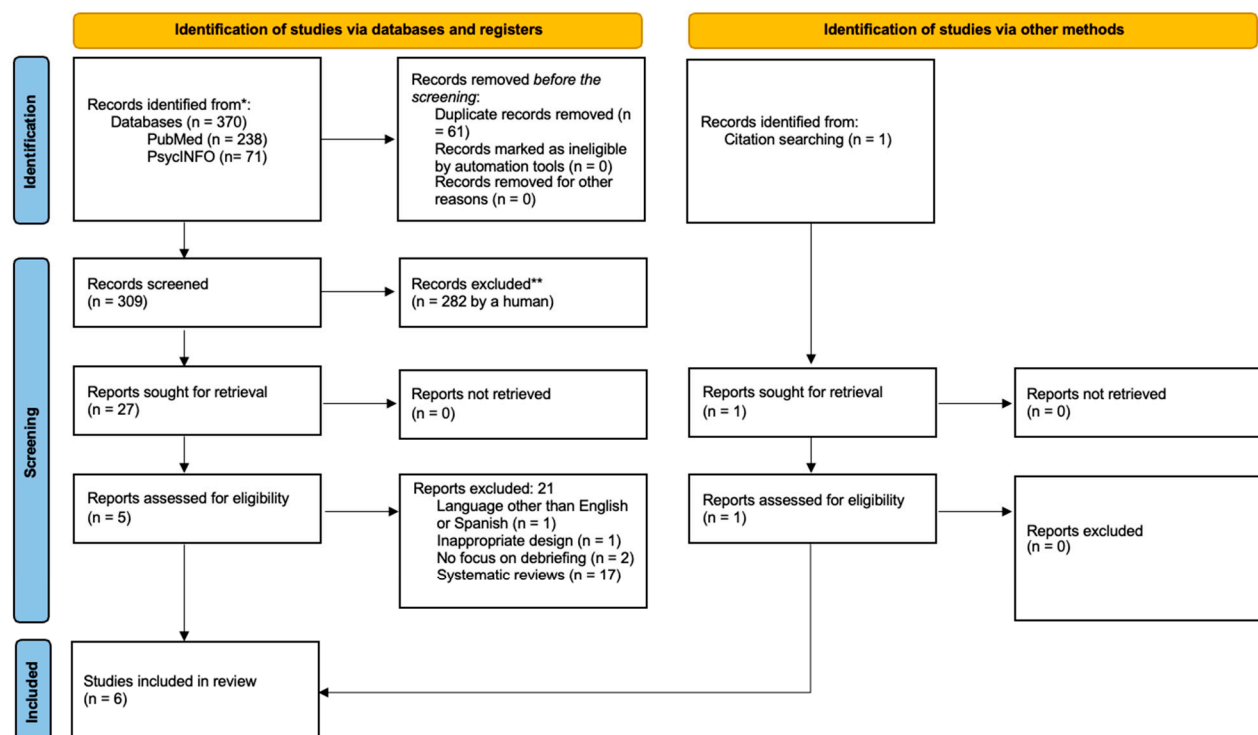 Identification of studies via databases and registers
Identification of studies via other methods
Identification
Records identified from*:
Databases (n = 370)
PubMed (n = 238)
PsycINFO (n= 71)
Records removed before the
screening:
Duplicate records removed (n
= 61)
Records marked as ineligible
by automation tools (n = 0)
Records removed for other
reasons (n = 0)
Records identified from:
Citation searching (n = 1)
Screening
Records screened
(n = 309)
Records excluded**
(n = 282 by a human)
Reports sought for retrieval
(n = 27)
Reports not retrieved
(n = 0)
Reports sought for retrieval
(n = 1)
Reports not retrieved
(n = 0)
Reports assessed for eligibility
(n = 5)
Reports excluded: 21
Language other than English
or Spanish (n = 1)
Inappropriate design (n = 1)
No focus on debriefing (n = 2)
Systematic reviews (n = 17)
Reports assessed for eligibility
(n = 1)
Reports excluded
(n = 0)
Included
Studies included in review
(n = 6)